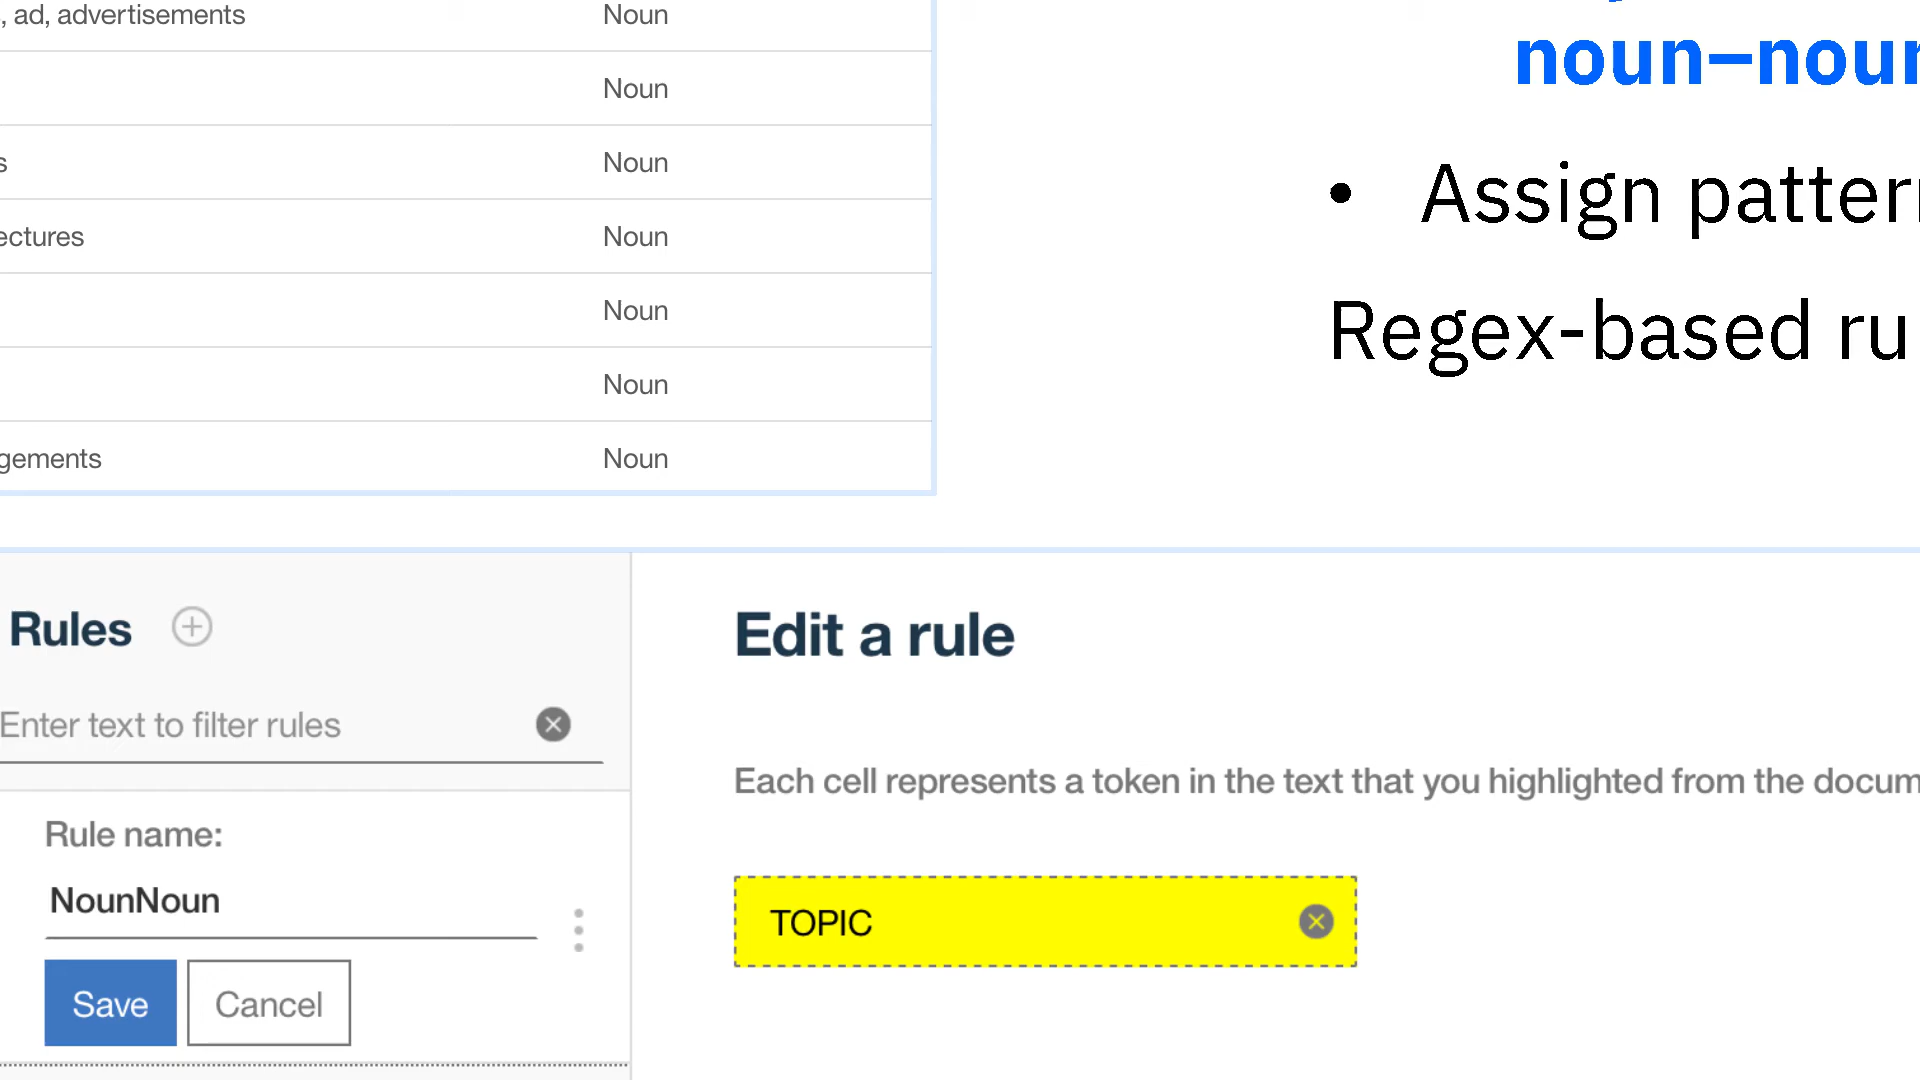 , ad, advertisements Noun
Noun
s Noun
ectures Noun
Noun
Noun
gements Noun
noun–noun
• Assign pattern
Regex-based ru
Rules
Enter text to filter rules
Rule name:
NounNoun
Save Cancel
Edit a rule
Each cell represents a token in the text that you highlighted from the docum
TOPIC